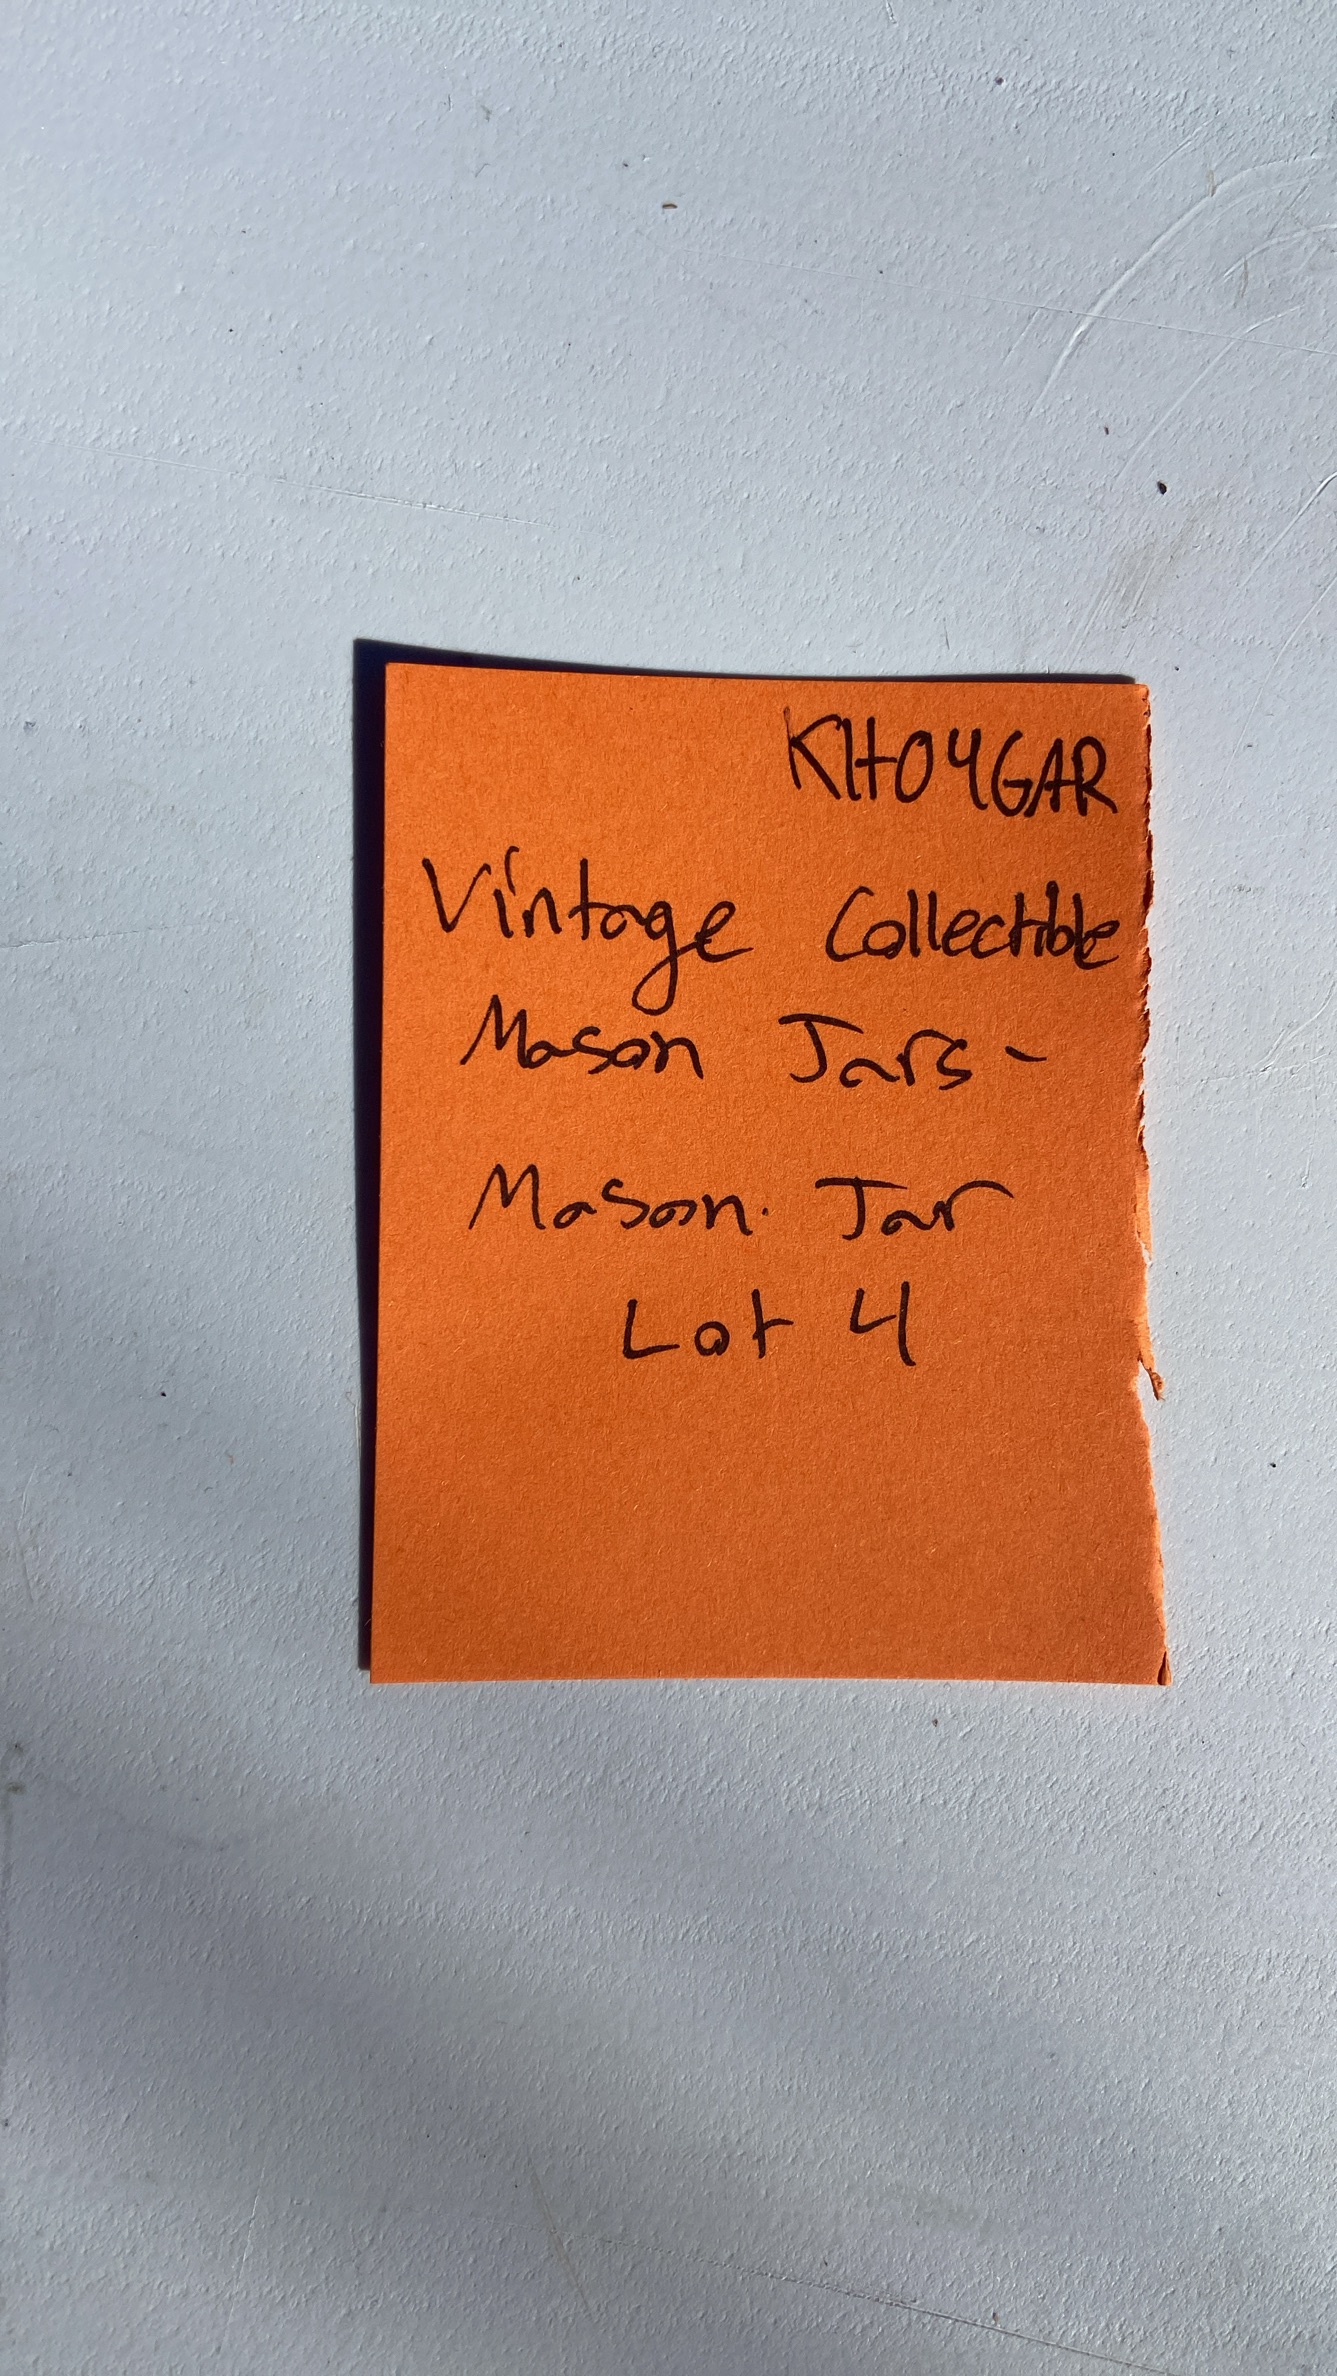 KH04GAR
Vintage Collectible
Mason Jars-
Mason. Jar
Lot 4